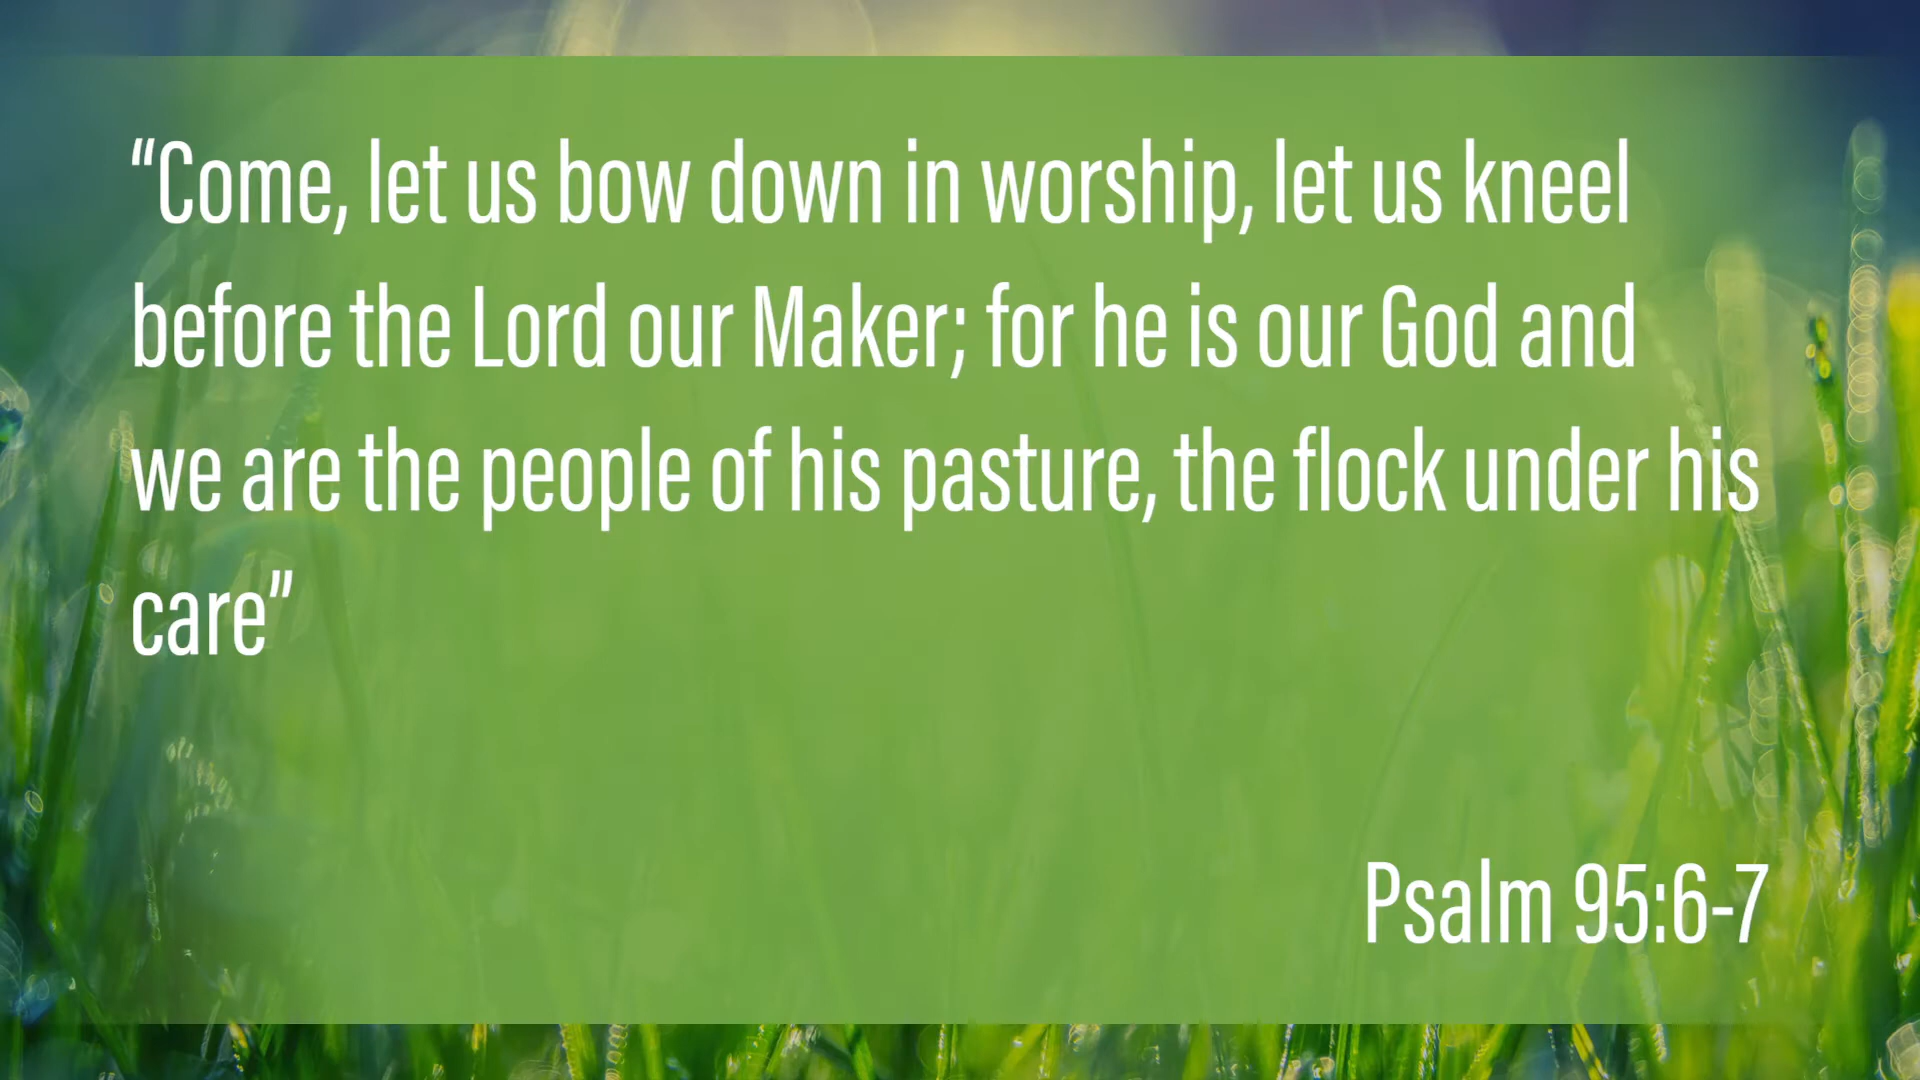 “Come, let us bow down in worship, let us kneel
before the Lord our Maker; for he is our God and
we are the people of his pasture, the flock under his
care”
Psalm 95:6-7